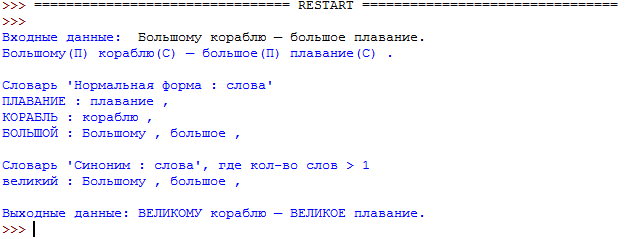 >>> ================================ RESTART ================================
>>>
Входные данные:  Большому кораблю — большое плавание.
Большому(П) кораблю(С) — большое(П) плавание(С) .
Словарь 'Нормальная форма : слова'
ПЛАВАНИЕ : плавание ,
КОРАБЛЬ : кораблю ,
БОЛЬШОЙ : Большому , большое ,
Словарь 'Синоним : слова', где кол-во слов > 1
великий : Большому , большое ,
Выходные данные: ВЕЛИКОМУ кораблю — ВЕЛИКОЕ плавание.
>>>